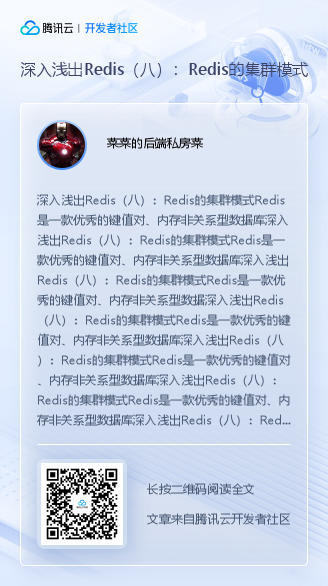 腾讯云 | 开发者社区
深入浅出Redis（八）：Redis的集群模式
菜菜的后端私房菜
深入浅出Redis（八）：Redis的集群模式Redis
是一款优秀的键值对、内存非关系型数据库深入
浅出Redis（八）：Redis的集群模式Redis是一
款优秀的键值对、内存非关系型数据库深入浅出
Redis（八）：Redis的集群模式Redis是一款优
秀的键值对、内存非关系型数据深入浅出Redis
（八）：Redis的集群模式Redis是一款优秀的键
值对、内存非关系型数据库深入浅出Redis（八
）：Redis的集群模式Redis是一款优秀的键值对
、内存非关系型数据库深入浅出Redis（八）：
Redis的集群模式Redis是一款优秀的键值对、内
存非关系型数据库深入浅出Redis（八）：Red...
长按二维码阅读全文
文章来自腾讯云开发者社区